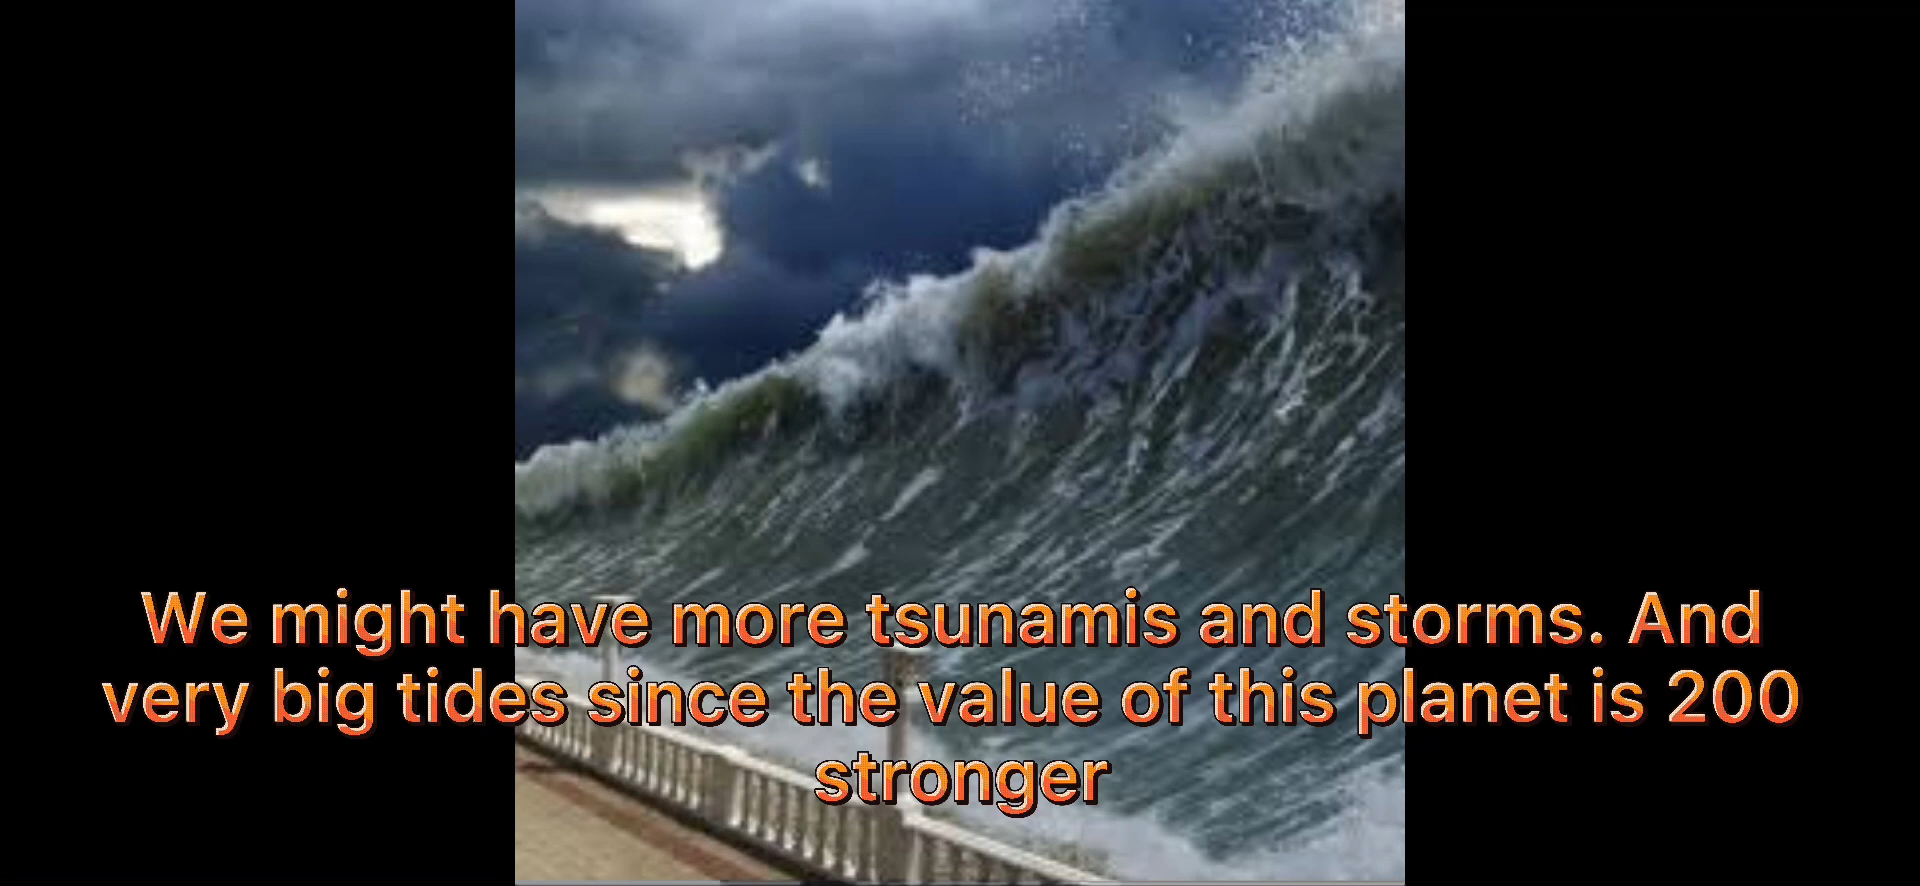 We might have more tsunamis and storms. And
very big tides since the value of this planet is 200
stronger